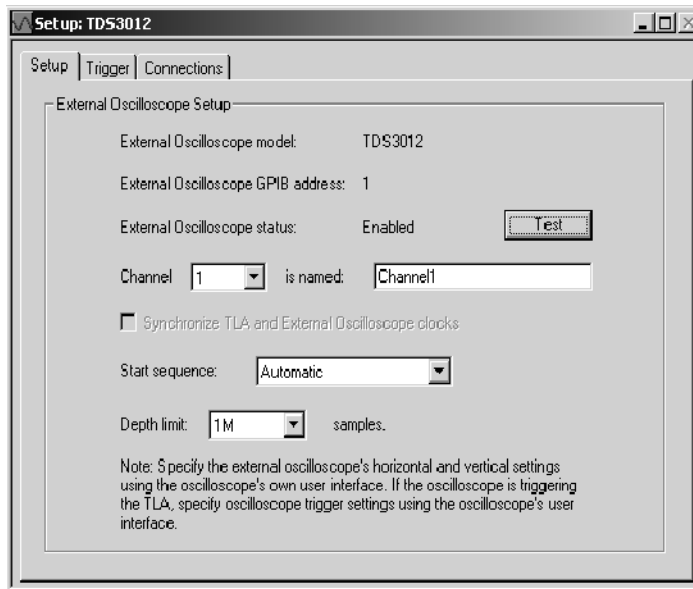 Setup: TDS3012
Setup Trigger Connections
External Oscilloscope Setup
External Oscilloscope model: TDS3012
External Oscilloscope GPIB address: 1
External Oscilloscope status: Enabled Test
Channel 1 is named: Channel1
Synchronize TLA and External Oscilloscope clocks
Start sequence: Automatic
Depth limit: 1M samples.
Note: Specify the external oscilloscope's horizontal and vertical settings
using the oscilloscope's own user interface. If the oscilloscope is triggering
the TLA, specify oscilloscope trigger settings using the oscilloscope's user
interface.